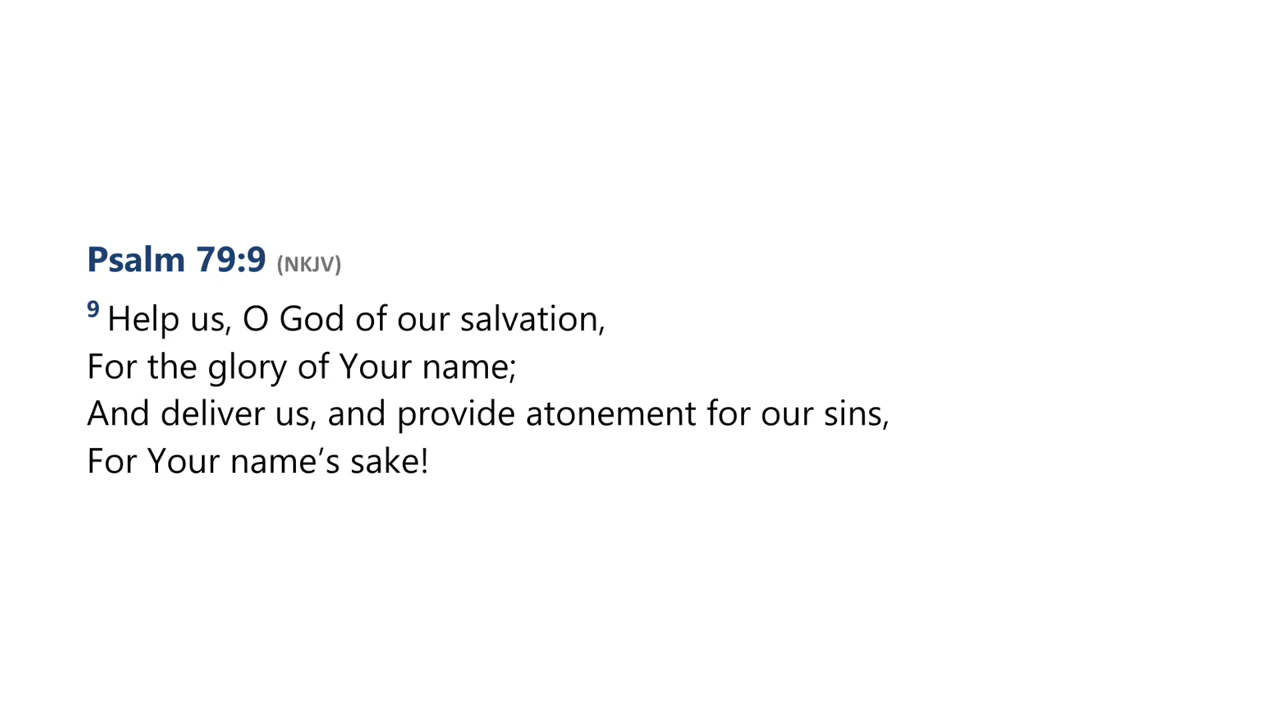 Psalm 79:9 (NKJV)
9 Help us, O God of our salvation,
For the glory of Your name;
And deliver us, and provide atonement for our sins,
For Your name’s sake!